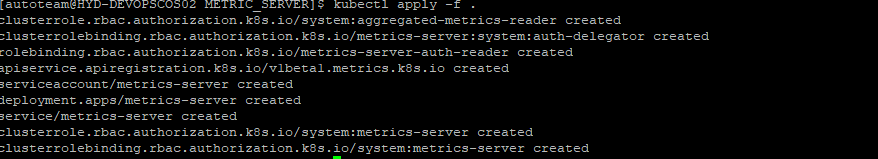 [autoteam@HYD-DEVOPSCOS02 METRIC_SERVER]$ kubectl apply -f .
clusterrole.rbac.authorization.k8s.io/system:aggregated-metrics-reader created
clusterrolebinding.rbac.authorization.k8s.io/metrics-server:system:auth-delegator created
rolebinding.rbac.authorization.k8s.io/metrics-server-auth-reader created
apiservice.apiregistration.k8s.io/v1beta1.metrics.k8s.io created
serviceaccount/metrics-server created
deployment.apps/metrics-server created
service/metrics-server created
clusterrole.rbac.authorization.k8s.io/system:metrics-server created
clusterrolebinding.rbac.authorization.k8s.io/system:metrics-server created